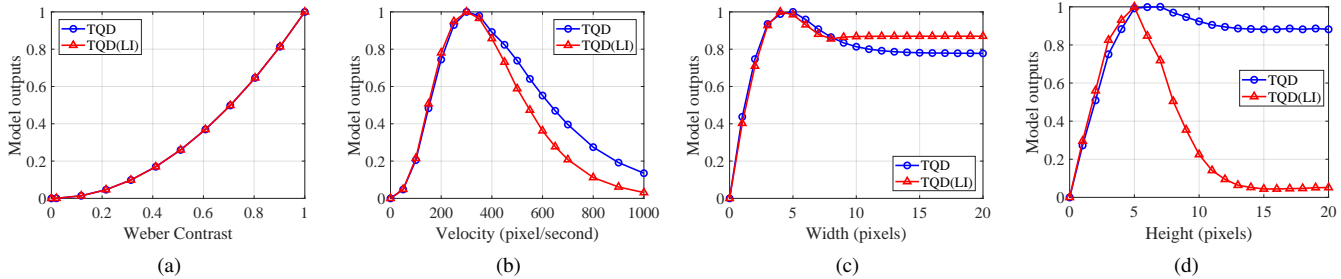 Model outputs
1
0.8
0.6
0.4
0.2
0
TQD
TQD(LI)
0 0.2 0.4 0.6 0.8 1
Weber Contrast
(a)
Model outputs
1
0.8
0.6
0.4
0.2
0
TQD
TQD(LI)
0 200 400 600 800 1000
Velocity (pixel/second)
(b)
Model outputs
1
0.8
0.6
0.4
0.2
0
TQD
TQD(LI)
0 5 10 15 20
Width (pixels)
(c)
Model outputs
1
0.8
0.6
0.4
0.2
0
TQD
TQD(LI)
0 5 10 15 20
Height (pixels)
(d)